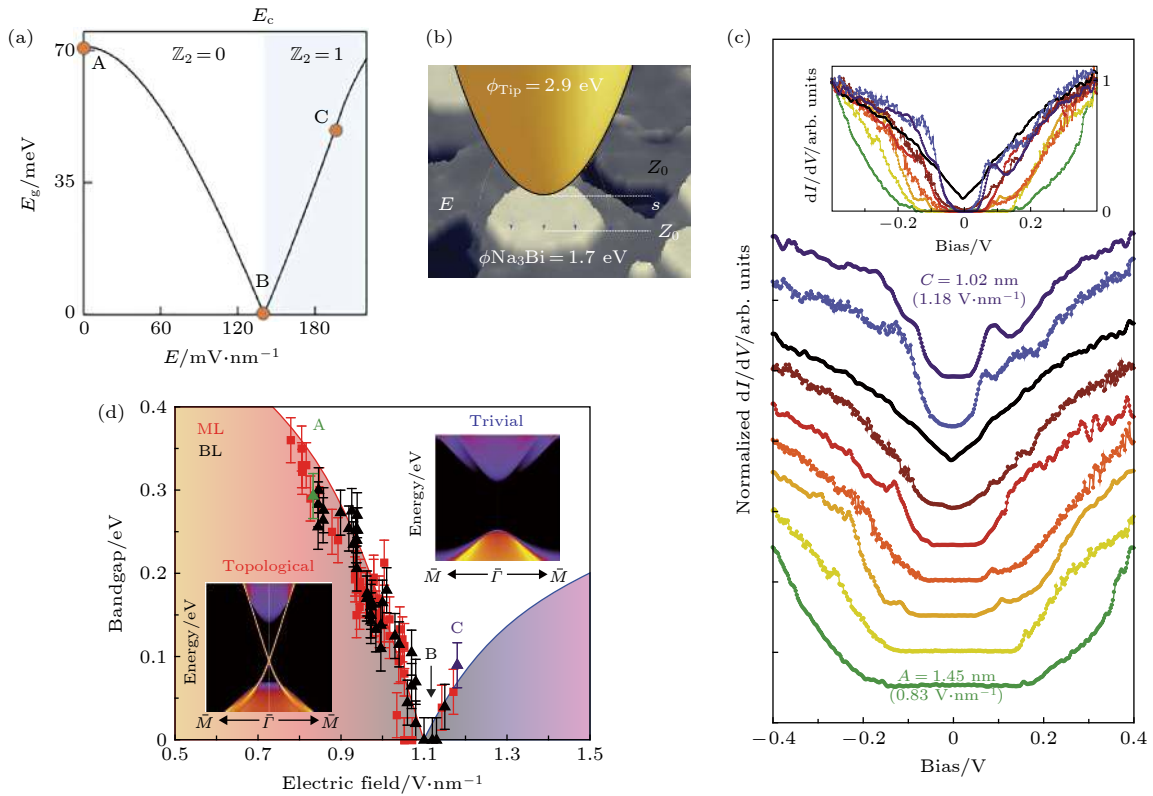 (a)
E_c
ℤ₂ = 0
ℤ₂ = 1
70
35
0
A
B
C
E_g/meV
0
60
120
180
E/mV·nm⁻¹
(b)
ϕ_Tip = 2.9 eV
Z₀
E
s
Z₀
ϕNa₃Bi = 1.7 eV
(c)
dI/dV/arb. units
1
0
−0.2
0
0.2
Bias/V
Normalized dI/dV/arb. units
C = 1.02 nm
(1.18 V·nm⁻¹)
A = 1.45 nm
(0.83 V·nm⁻¹)
−0.4
−0.2
0
0.2
0.4
Bias/V
(d)
0.4
0.3
0.2
0.1
0
Bandgap/eV
ML
BL
A
B
C
Trivial
Energy/eV
M̄ Γ̄ M̄
Topological
Energy/eV
M̄ Γ̄ M̄
0.5
0.7
0.9
1.1
1.3
1.5
Electric field/V·nm⁻¹